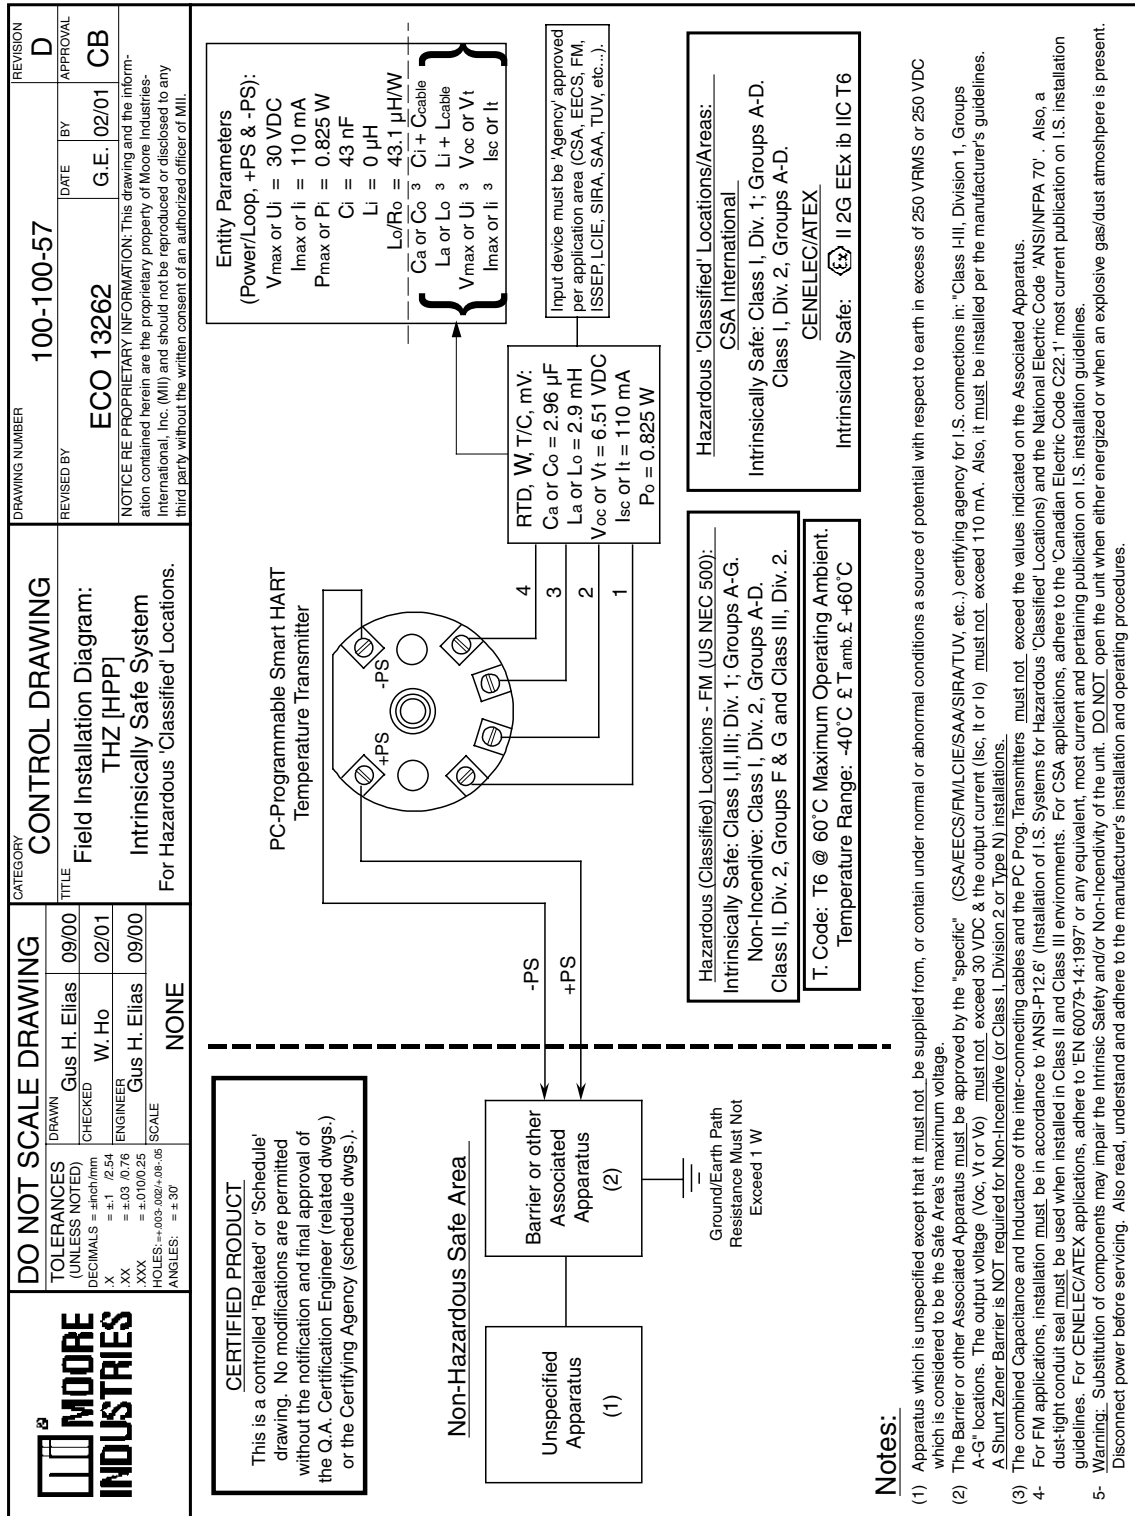 MOORE
INDUSTRIES
DO NOT SCALE DRAWING
TOLERANCES
(UNLESS NOTED)
DECIMALS = ±inch/mm
.X = ±.1 /2.54
.XX = ±.03 /0.76
.XXX = ±.010/0.25
HOLES: =+.003-.002/+.08-.05
ANGLES: = ± 30'
DRAWN
Gus H. Elias 09/00
CHECKED
W. Ho 02/01
ENGINEER
Gus H. Elias 09/00
SCALE
NONE
CATEGORY
CONTROL DRAWING
TITLE
Field Installation Diagram:
THZ [HPP]
Intrinsically Safe System
For Hazardous 'Classified' Locations.
DRAWING NUMBER
100-100-57
REVISION
D
REVISED BY
ECO 13262
DATE
G.E.
BY
02/01
APPROVAL
CB
NOTICE RE PROPRIETARY INFORMATION: This drawing and the inform-
ation contained herein are the proprietary property of Moore Industries-
International, Inc. (MII) and should not be reproduced or disclosed to any
third party without the written consent of an authorized officer of MII.
CERTIFIED PRODUCT
This is a controlled 'Related' or 'Schedule'
drawing. No modifications are permitted
without the notification and final approval of
the Q.A. Certification Engineer (related dwgs.)
or the Certifying Agency (schedule dwgs.).
Non-Hazardous Safe Area
Unspecified
Apparatus
(1)
Barrier or other
Associated
Apparatus
(2)
Ground/Earth Path
Resistance Must Not
Exceed 1 W
-PS
+PS
PC-Programmable Smart HART
Temperature Transmitter
+PS
-PS
4
3
2
1
RTD, W, T/C, mV:
Ca or Co = 2.96 µF
La or Lo = 2.9 mH
Voc or Vt = 6.51 VDC
Isc or It = 110 mA
Po = 0.825 W
Entity Parameters
(Power/Loop, +PS & -PS):
Vmax or Ui = 30 VDC
Imax or Ii = 110 mA
Pmax or Pi = 0.825 W
Ci = 43 nF
Li = 0 µH
Lo/Ro = 43.1 µH/W
Ca or Co ³ Ci + Ccable
La or Lo ³ Li + Lcable
Vmax or Ui ³ Voc or Vt
Imax or Ii ³ Isc or It
Input device must be 'Agency' approved
per application area (CSA, EECS, FM,
ISSEP, LCIE, SIRA, SAA, TUV, etc...).
Hazardous (Classified) Locations - FM (US NEC 500):
Intrinsically Safe: Class I,II,III; Div. 1; Groups A-G.
Non-Incendive: Class I, Div. 2, Groups A-D.
Class II, Div. 2, Groups F & G and Class III, Div. 2.
T. Code: T6 @ 60°C Maximum Operating Ambient.
Temperature Range: -40°C £ Tamb.£ +60°C
Hazardous 'Classified' Locations/Areas:
CSA International
Intrinsically Safe: Class I, Div. 1; Groups A-D.
Class I, Div. 2, Groups A-D.
CENELEC/ATEX
Intrinsically Safe: Ex II 2G EEx ib IIC T6
Notes:
(1) Apparatus which is unspecified except that it must not be supplied from, or contain under normal or abnormal conditions a source of potential with respect to earth in excess of 250 VRMS or 250 VDC
which is considered to be the Safe Area's maximum voltage.
(2) The Barrier or other Associated Apparatus must be approved by the "specific" (CSA/EECS/FM/LCIE/SAA/SIRA/TUV, etc..) certifying agency for I.S. connections in: "Class I-III, Division 1, Groups
A-G" locations. The output voltage (Voc, Vt or Vo) must not exceed 30 VDC & the output current (Isc, It or Io) must not exceed 110 mA. Also, it must be installed per the manufacturer's guidelines.
A Shunt Zener Barrier is NOT required for Non-Incendive (or Class I, Division 2 or Type N) installations.
(3) The combined Capacitance and Inductance of the inter-connecting cables and the PC Prog. Transmitters must not exceed the values indicated on the Associated Apparatus.
4- For FM applications, installation must be in accordance to 'ANSI-P12.6' (Installation of I.S. Systems for Hazardous 'Classified' Locations) and the National Electric Code 'ANSI/NFPA 70' . Also, a
dust-tight conduit seal must be used when installed in Class II and Class III environments. For CSA applications, adhere to the 'Canadian Electric Code C22.1' most current publication on I.S. installation
guidelines. For CENELEC/ATEX applications, adhere to 'EN 60079-14:1997' or any equivalent, most current and pertaining publication on I.S. installation guidelines.
5- Warning: Substitution of components may impair the Intrinsic Safety and/or Non-Incendivity of the unit. DO NOT open the unit when either energized or when an explosive gas/dust atmoshpere is present.
Disconnect power before servicing. Also read, understand and adhere to the manufacturer's installation and operating procedures.